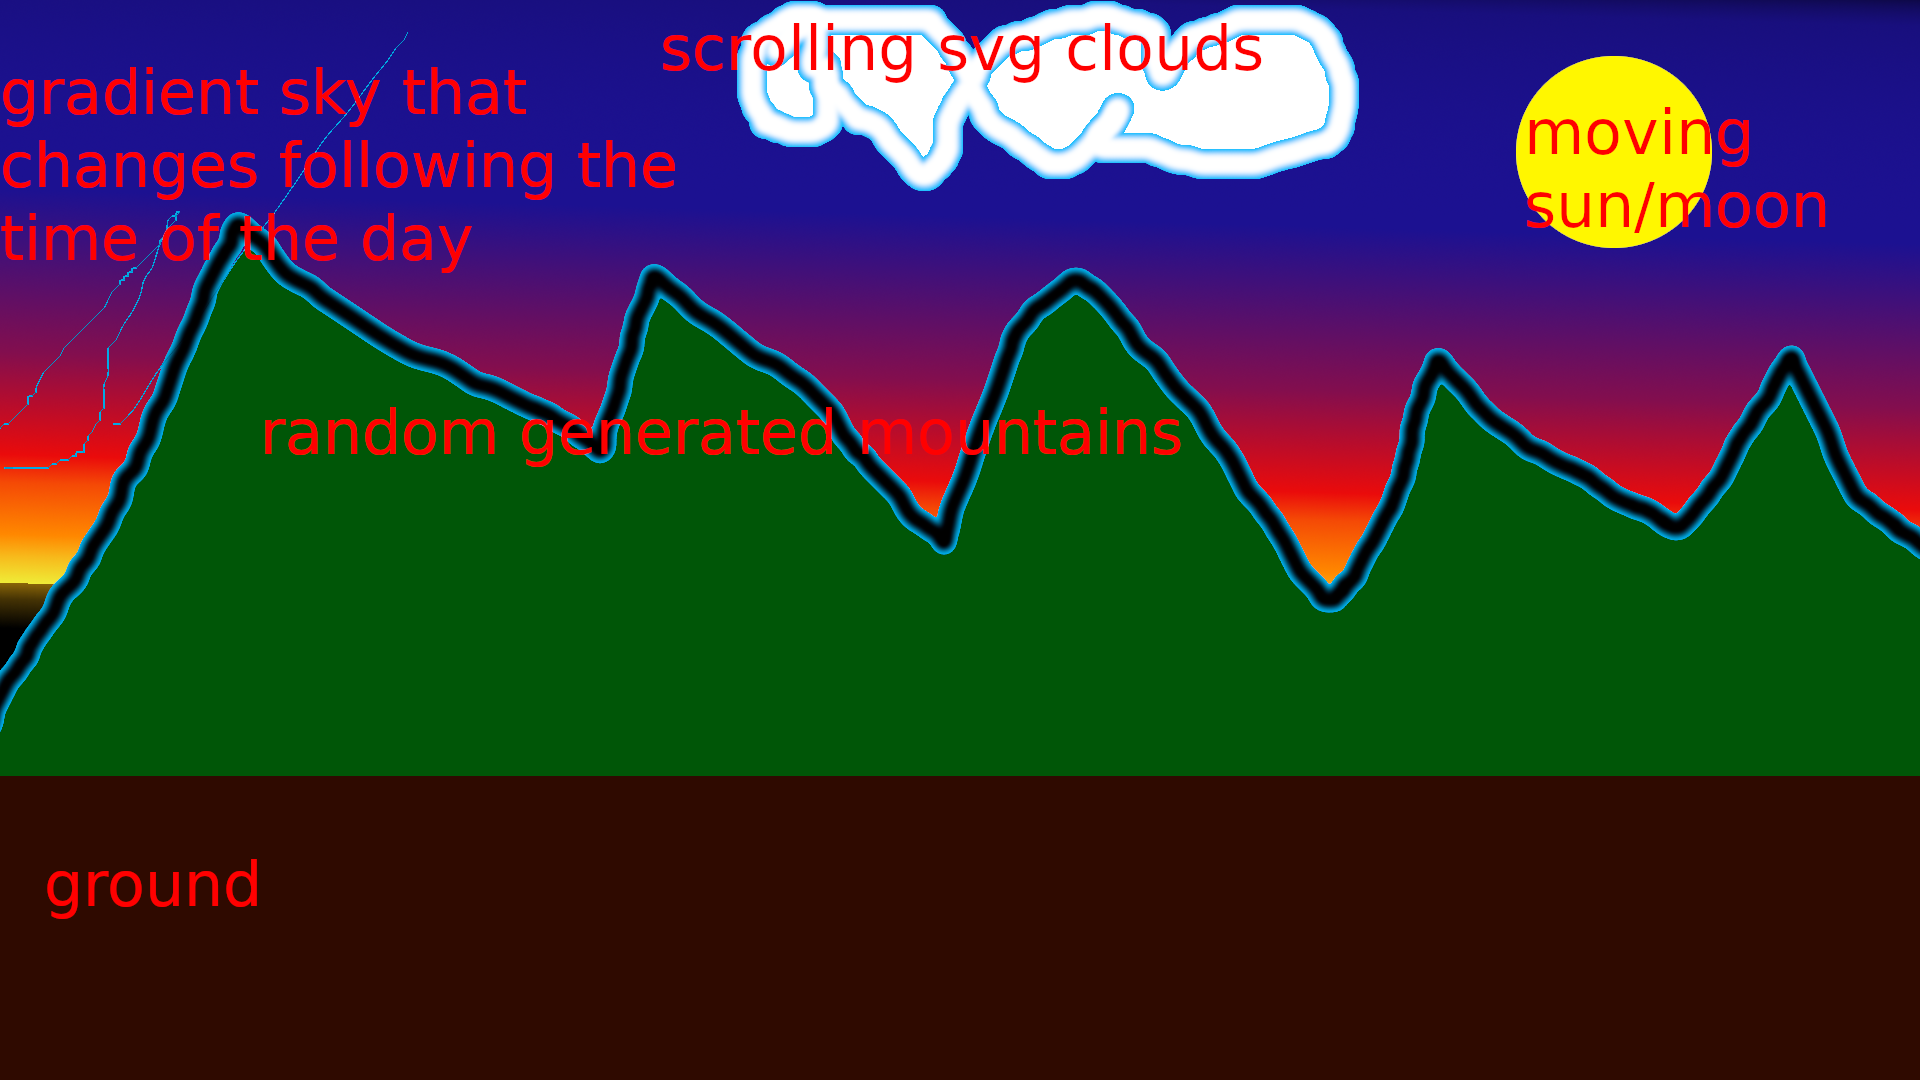 scrolling svg clouds
gradient sky that
changes following the
time of the day
moving
sun/moon
random generated mountains
ground